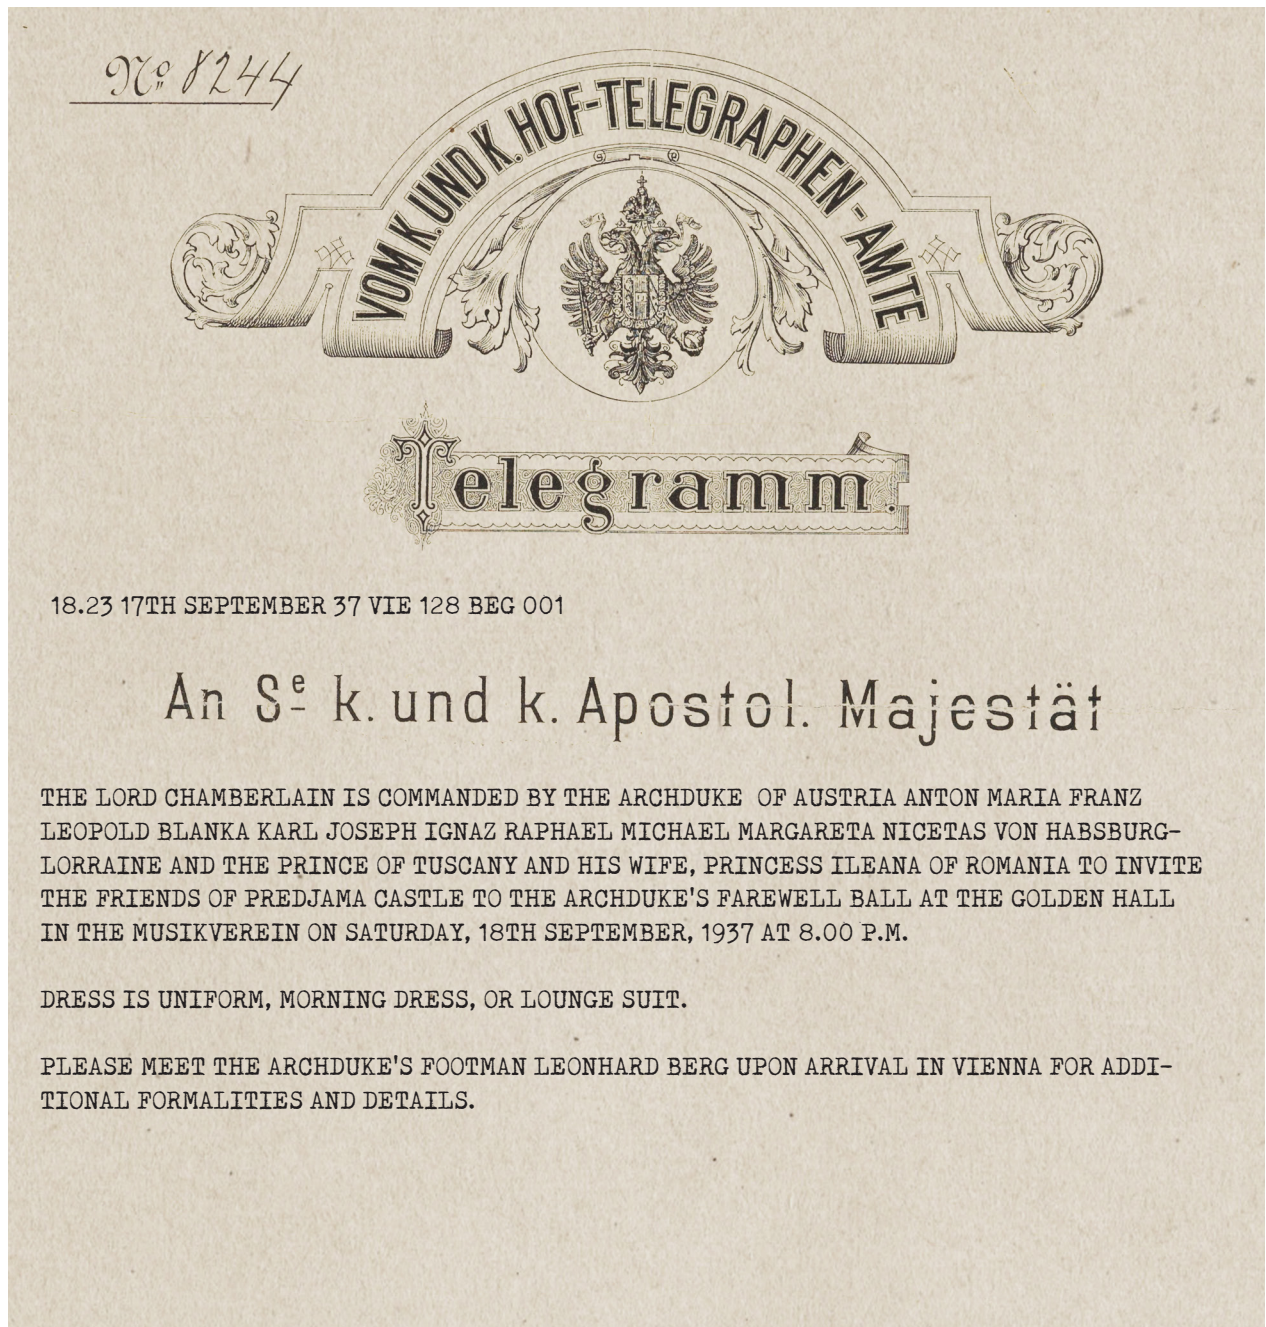 No 8244
VOM K. UND K. HOF-TELEGRAPHEN-AMTE
Telegramm.
18.23 17TH SEPTEMBER 37 VIE 128 BEG 001
An Se k. und k. Apostol. Majestät
THE LORD CHAMBERLAIN IS COMMANDED BY THE ARCHDUKE OF AUSTRIA ANTON MARIA FRANZ
LEOPOLD BLANKA KARL JOSEPH IGNAZ RAPHAEL MICHAEL MARGARETA NICETAS VON HABSBURG-
LORRAINE AND THE PRINCE OF TUSCANY AND HIS WIFE, PRINCESS ILEANA OF ROMANIA TO INVITE
THE FRIENDS OF PREDJAMA CASTLE TO THE ARCHDUKE'S FAREWELL BALL AT THE GOLDEN HALL
IN THE MUSIKVEREIN ON SATURDAY, 18TH SEPTEMBER, 1937 AT 8.00 P.M.
DRESS IS UNIFORM, MORNING DRESS, OR LOUNGE SUIT.
PLEASE MEET THE ARCHDUKE'S FOOTMAN LEONHARD BERG UPON ARRIVAL IN VIENNA FOR ADDI-
TIONAL FORMALITIES AND DETAILS.